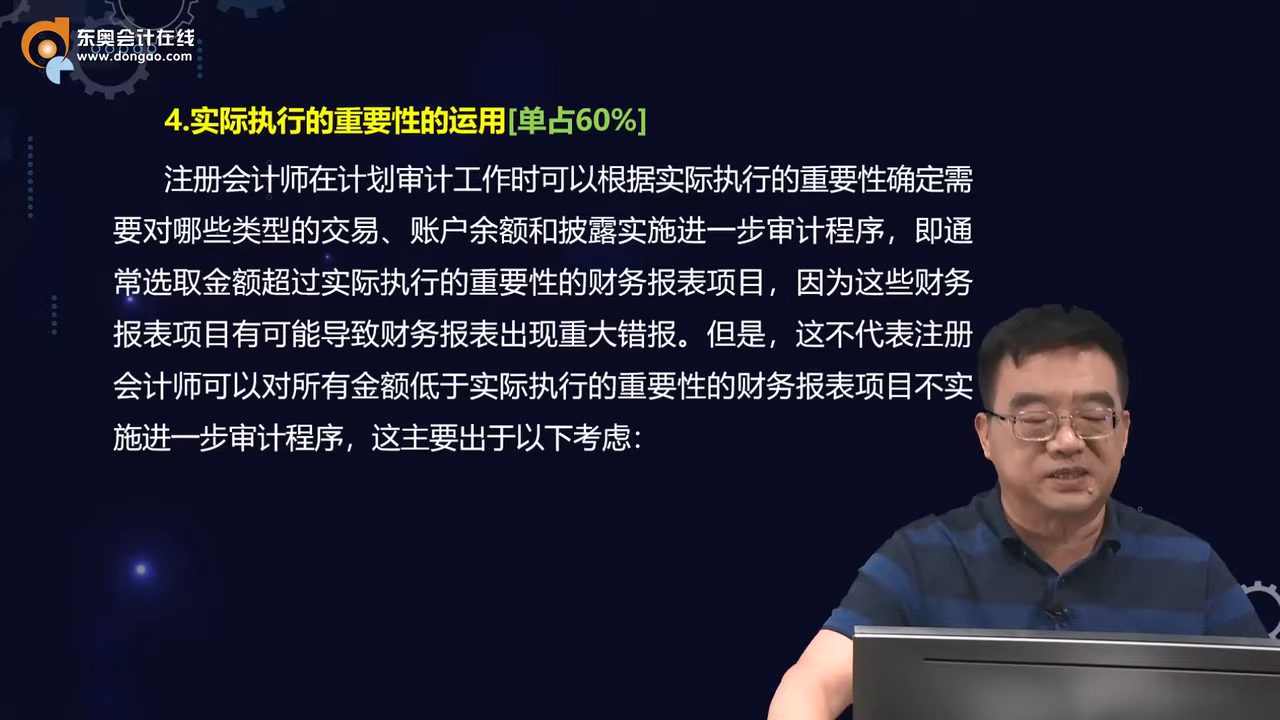 东奥会计在线
www.dongao.com
4.实际执行的重要性的运用[单占60%]
注册会计师在计划审计工作时可以根据实际执行的重要性确定需
要对哪些类型的交易、账户余额和披露实施进一步审计程序，即通
常选取金额超过实际执行的重要性的财务报表项目，因为这些财务
报表项目有可能导致财务报表出现重大错报。但是，这不代表注册
会计师可以对所有金额低于实际执行的重要性的财务报表项目不实
施进一步审计程序，这主要出于以下考虑：